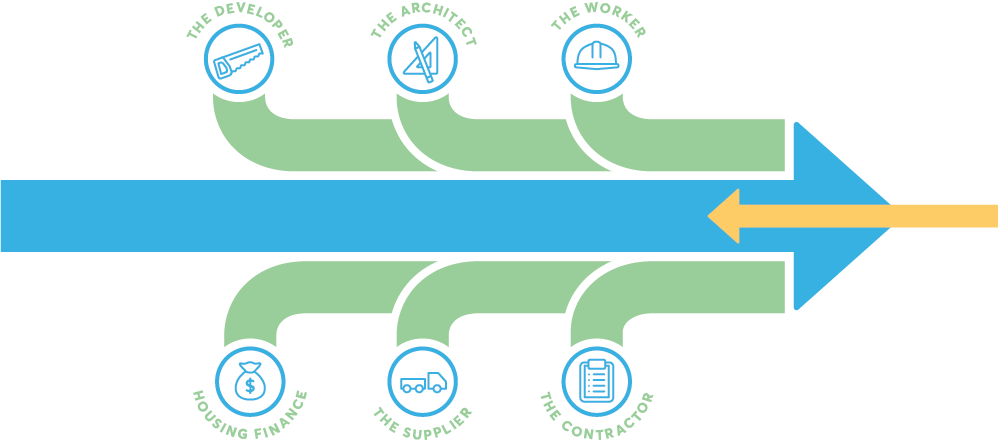 THE DEVELOPER
THE ARCHITECT
THE WORKER
$
HOUSING FINANCE
THE SUPPLIER
THE CONTRACTOR